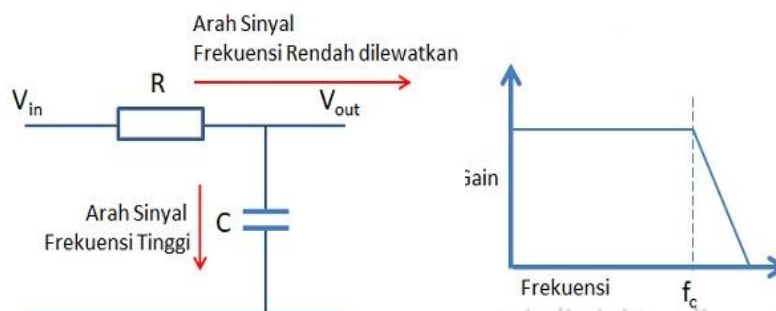 Arah Sinyal
Frekuensi Rendah dilewatkan
R
Vin
Vout
Arah Sinyal
Frekuensi Tinggi
C
Gain
Frekuensi
fc